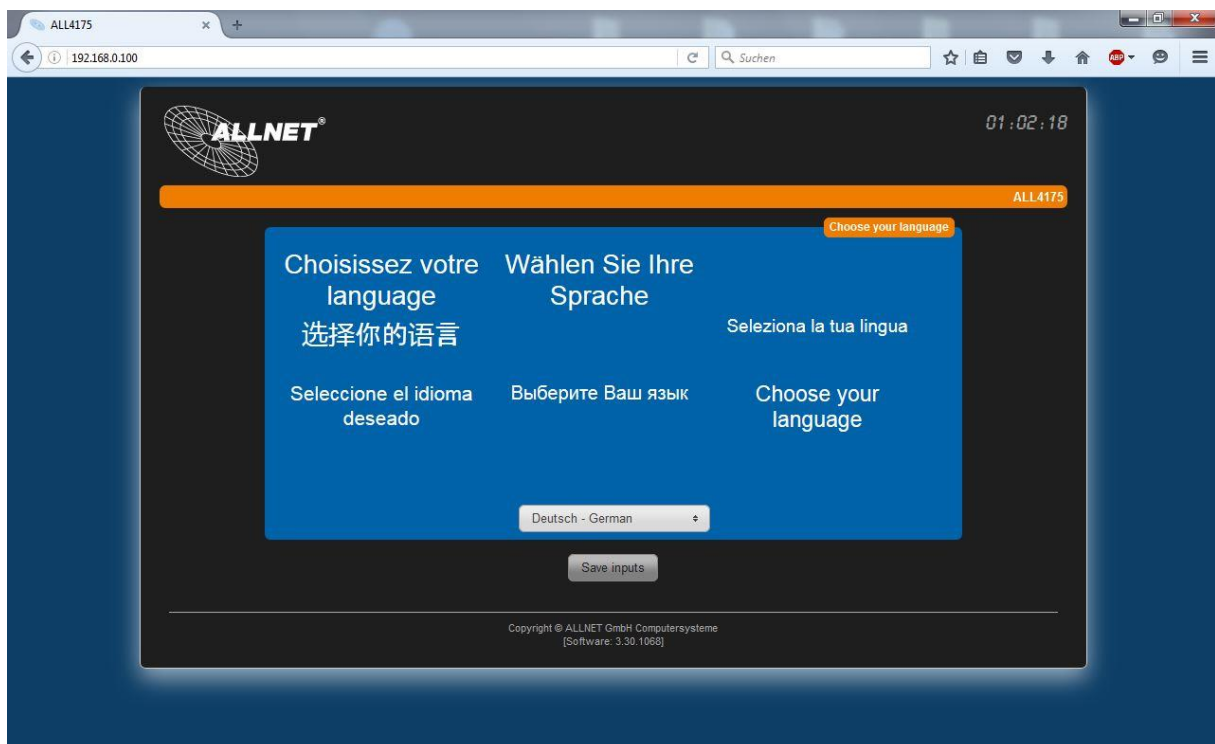 ALL4175
192.168.0.100
Suchen
ABP
ALLNET®
01:02:18
ALL4175
Choose your language
Choisissez votre
language
选择你的语言
Wählen Sie Ihre
Sprache
Seleziona la tua lingua
Seleccione el idioma
deseado
Выберите Ваш язык
Choose your
language
Deutsch - German
Save inputs
Copyright © ALLNET GmbH Computersysteme
[Software: 3.30.1068]